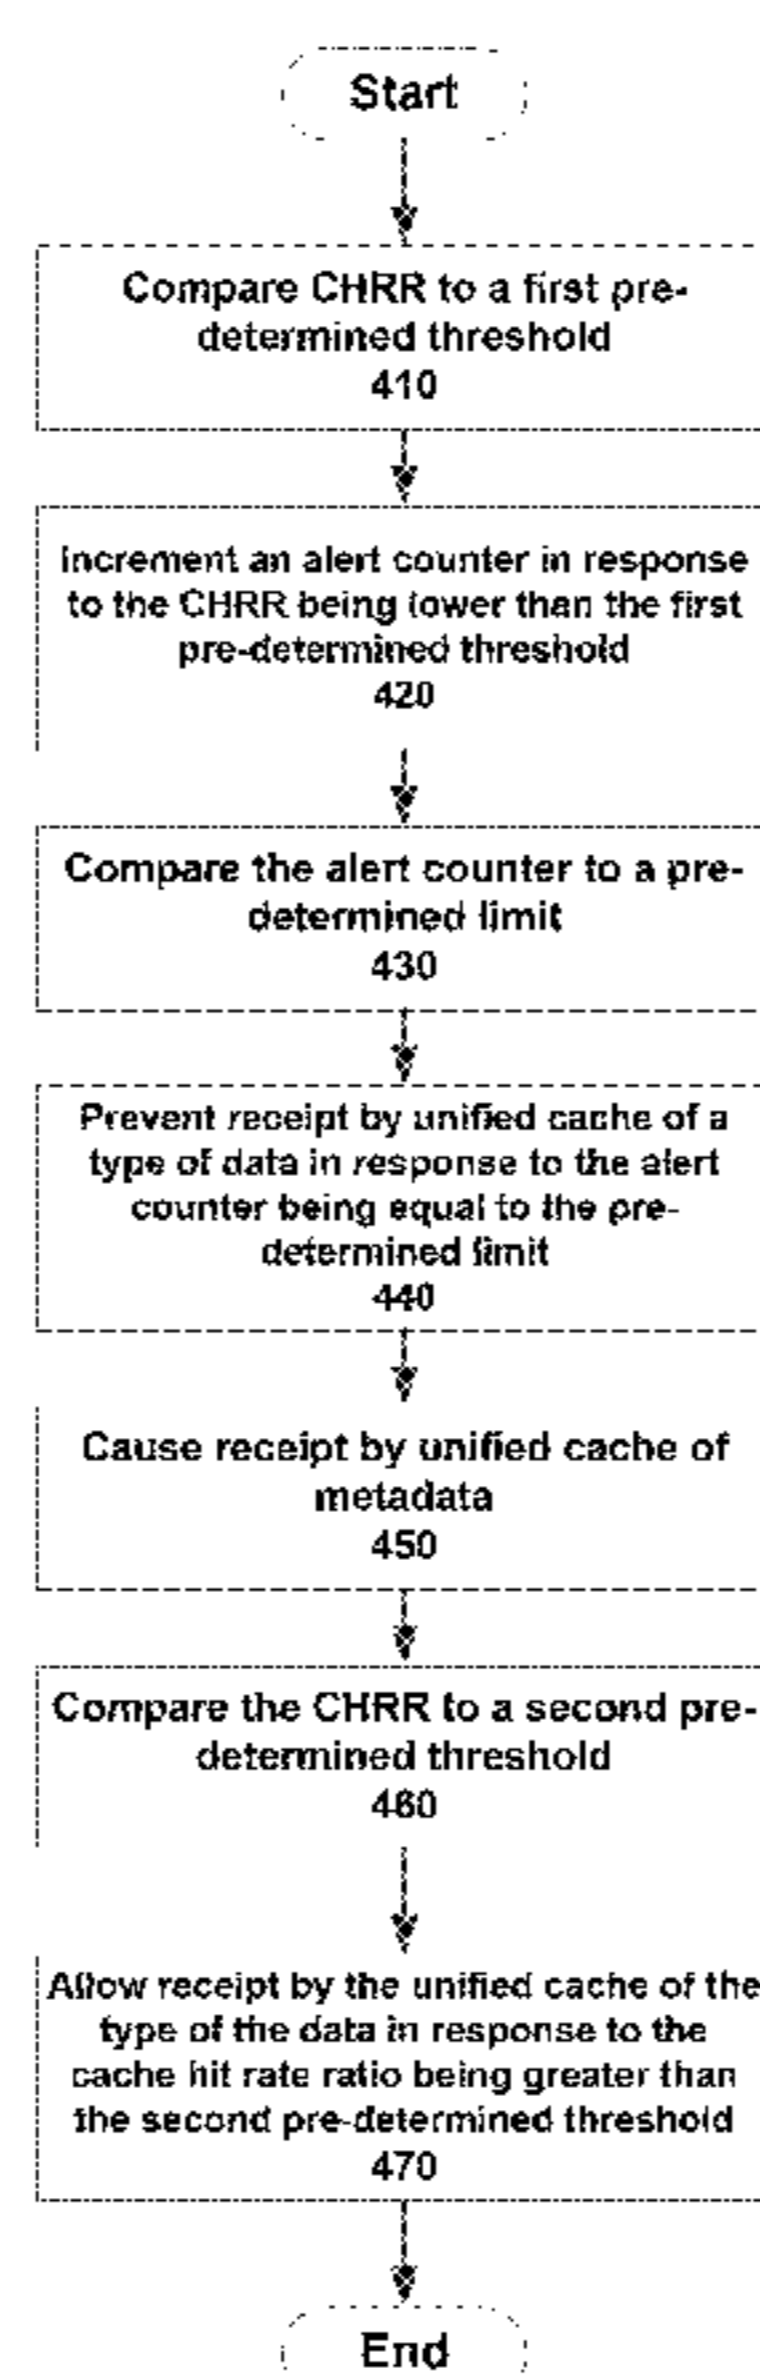 Start
Compare CHRR to a first pre-
determined threshold
410
Increment an alert counter in response
to the CHRR being lower than the first
pre-determined threshold
420
Compare the alert counter to a pre-
determined limit
430
Prevent receipt by unified cache of a
type of data in response to the alert
counter being equal to the pre-
determined limit
440
Cause receipt by unified cache of
metadata
450
Compare the CHRR to a second pre-
determined threshold
460
Allow receipt by the unified cache of the
type of the data in response to the
cache hit rate ratio being greater than
the second pre-determined threshold
470
End